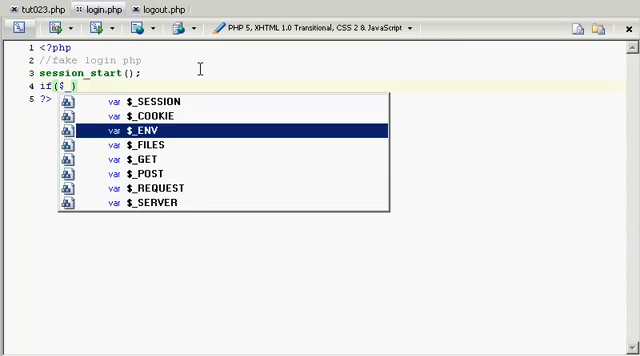 tut023.php login.php logout.php
PHP 5, XHTML 1.0 Transitional, CSS 2 & JavaScript
1 <?php
2 //fake login php
3 session_start();
4 if($_)
5 ?>
var $_SESSION
var $_COOKIE
var $_ENV
var $_FILES
var $_GET
var $_POST
var $_REQUEST
var $_SERVER